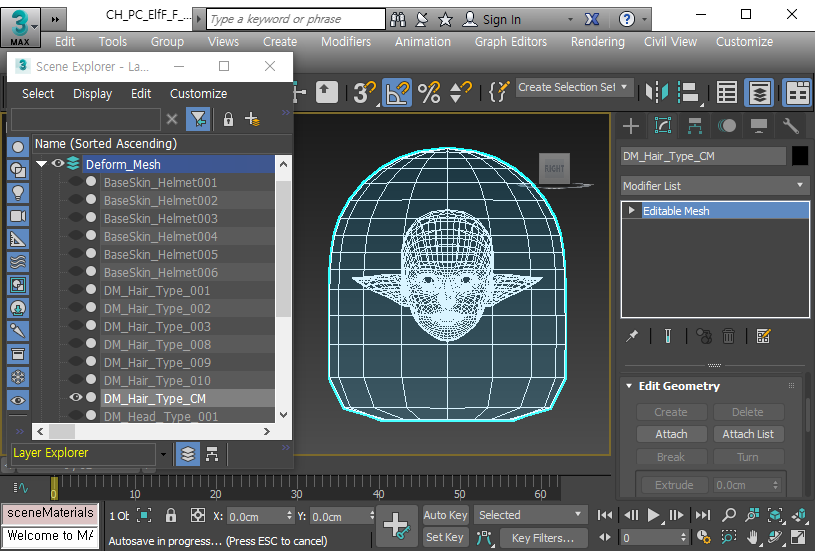 3
MAX
CH_PC_ElfF_F_...
Type a keyword or phrase
Sign In
Edit Tools Group Views Create Modifiers Animation Graph Editors Rendering Civil View Customize
Scene Explorer - La...
Select Display Edit Customize
Create Selection Set
Name (Sorted Ascending)
Deform_Mesh
BaseSkin_Helmet001
BaseSkin_Helmet002
BaseSkin_Helmet003
BaseSkin_Helmet004
BaseSkin_Helmet005
BaseSkin_Helmet006
DM_Hair_Type_001
DM_Hair_Type_002
DM_Hair_Type_003
DM_Hair_Type_008
DM_Hair_Type_009
DM_Hair_Type_010
DM_Hair_Type_CM
DM_Head_Type_001
Layer Explorer
RIGHT
DM_Hair_Type_CM
Modifier List
Editable Mesh
Edit Geometry
Create Delete
Attach Attach List
Break Turn
Extrude 0.0cm
0 10 20 30 40 50 60
sceneMaterials
Welcome to MA
X: 0.0cm Y: 0.0cm
Autosave in progress... (Press ESC to cancel)
Auto Key Selected
Set Key Key Filters...
0